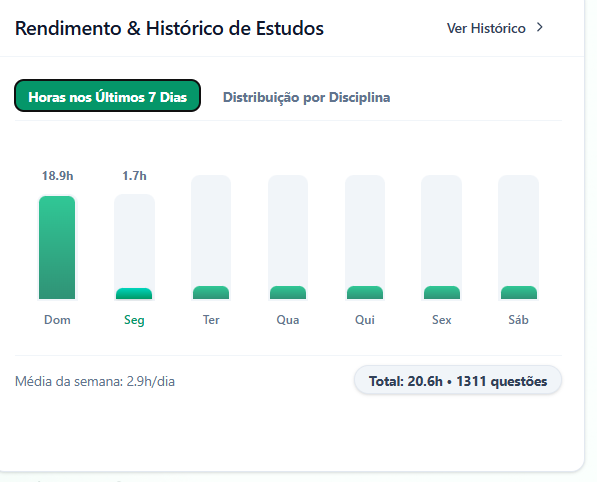 Rendimento & Histórico de Estudos
Ver Histórico
Horas nos Últimos 7 Dias
Distribuição por Disciplina
18.9h
1.7h
Dom
Seg
Ter
Qua
Qui
Sex
Sáb
Média da semana: 2.9h/dia
Total: 20.6h • 1311 questões